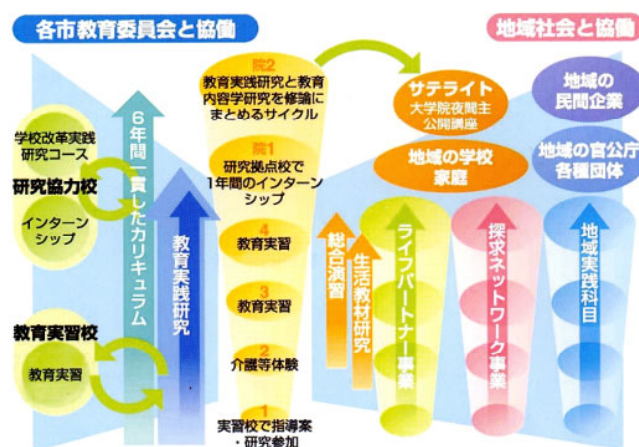 各市教育委員会と協働
地域社会と協働
学校改革実践
研究コース
研究協力校
インターン
シップ
教育実習校
教育実習
6年間一貫したカリキュラム
教育実践研究
院2
教育実践研究と教育
内容学研究を修論に
まとめるサイクル
院1
研究拠点校で
1年間のインターン
シップ
4
教育実習
3
教育実習
2
介護等体験
1
実習校で指導案
・研究参加
サテライト
大学院夜間主
公開講座
地域の学校
家庭
地域の
民間企業
地域の官公庁
各種団体
総合演習
生活教材研究
ライフパートナー事業
探求ネットワーク事業
地域実践科目